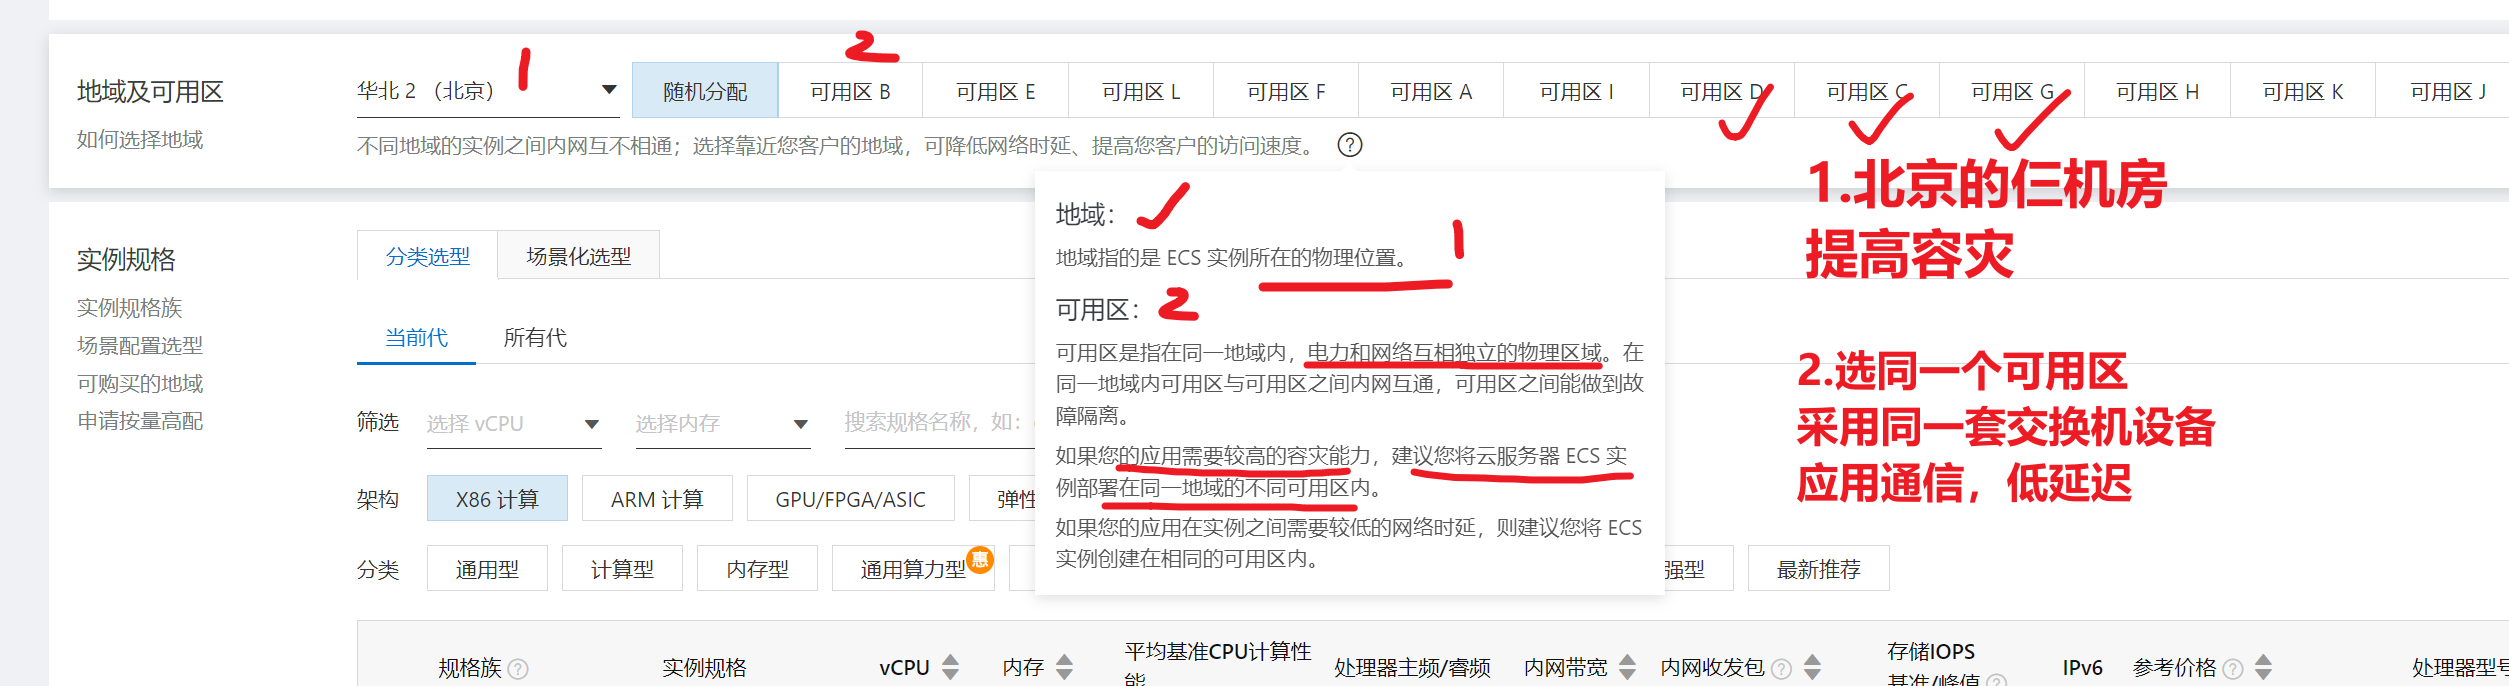 地域及可用区
如何选择地域
华北 2 （北京）
1
2
随机分配 可用区 B 可用区 E 可用区 L 可用区 F 可用区 A 可用区 I 可用区 D 可用区 C 可用区 G 可用区 H 可用区 K 可用区 J
不同地域的实例之间内网互不相通；选择靠近您客户的地域，可降低网络时延、提高您客户的访问速度。 ?
地域：
1
地域指的是 ECS 实例所在的物理位置。
可用区： 2
可用区是指在同一地域内，电力和网络互相独立的物理区域。在
同一地域内可用区与可用区之间内网互通，可用区之间能做到故
障隔离。
如果您的应用需要较高的容灾能力，建议您将云服务器 ECS 实
例部署在同一地域的不同可用区内。
如果您的应用在实例之间需要较低的网络时延，则建议您将 ECS
实例创建在相同的可用区内。
1.北京的仨机房
提高容灾
2.选同一个可用区
采用同一套交换机设备
应用通信，低延迟
实例规格
实例规格族
场景配置选型
可购买的地域
申请按量高配
分类选型 场景化选型
当前代 所有代
筛选 选择 vCPU 选择内存 搜索规格名称，如：
架构 X86 计算 ARM 计算 GPU/FPGA/ASIC 弹性
分类 通用型 计算型 内存型 通用算力型 惠 强型 最新推荐
规格族 ? 实例规格 vCPU 内存 平均基准CPU计算性
能 处理器主频/睿频 内网带宽 内网收发包 ? 存储IOPS
基准/峰值 ? IPv6 参考价格 ? 处理器型号